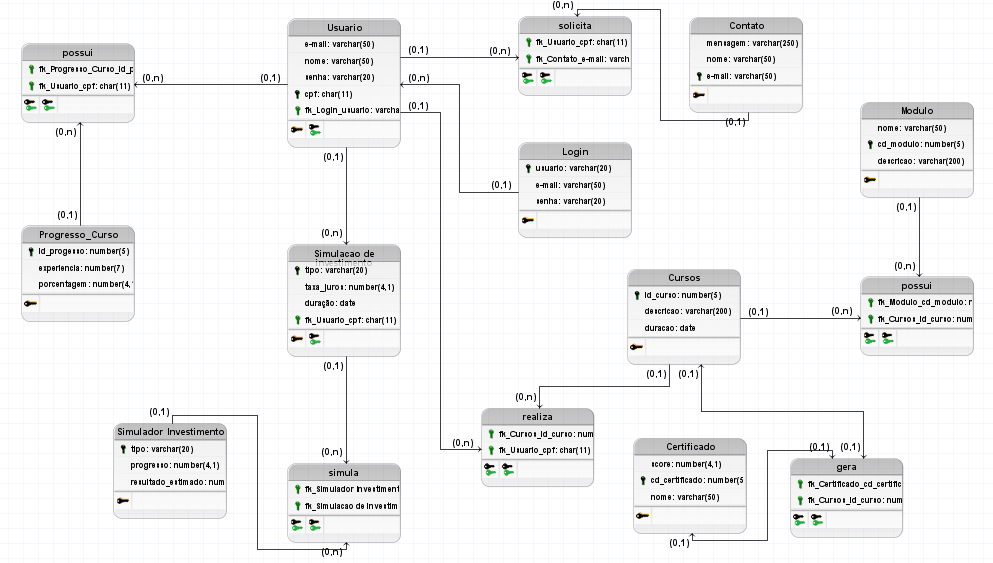 possui
fk_Progresso_Curso_id_p
fk_Usuario_cpf: char(11)
(0,n)
(0,1)
(0,n)
(0,1)
Progresso_Curso
id_progesso: number(5)
experiencia: number(7)
porcentagem: number(4,
Usuario
e-mail: varchar(50)
nome: varchar(50)
senha: varchar(20)
cpf: char(11)
fk_Login_usuario: varcha
(0,1)
(0,n)
(0,n)
(0,1)
(0,1)
(0,n)
solicita
fk_Usuario_cpf: char(11)
fk_Contato_e-mail: varch
(0,n)
Contato
mensagem: varchar(250)
nome: varchar(50)
e-mail: varchar(50)
(0,1)
Login
usuario: varchar(20)
e-mail: varchar(50)
senha: varchar(20)
(0,1)
Modulo
nome: varchar(50)
cd_modulo: number(5)
descricao: varchar(200)
(0,1)
(0,n)
possui
fk_Modulo_cd_modulo: n
fk_Cursos_id_curso: num
Simulacao de
investimento
tipo: varchar(20)
taxa_juros: number(4,1)
duração: date
fk_Usuario_cpf: char(11)
(0,1)
(0,n)
Cursos
id_curso: number(5)
descricao: varchar(200)
duracao: date
(0,1)
(0,n)
(0,1)
(0,1)
(0,n)
(0,n)
realiza
fk_Cursos_id_curso: num
fk_Usuario_cpf: char(11)
(0,1)
Simulador Investimento
tipo: varchar(20)
progresso: number(4,1)
resultado_estimado: num
simula
fk_Simulador Investiment
fk_Simulacao de investim
(0,n)
Certificado
score: number(4,1)
cd_certificado: number(5
nome: varchar(50)
(0,1)
(0,1)
(0,1)
gera
fk_Certificado_cd_certific
fk_Cursos_id_curso: num